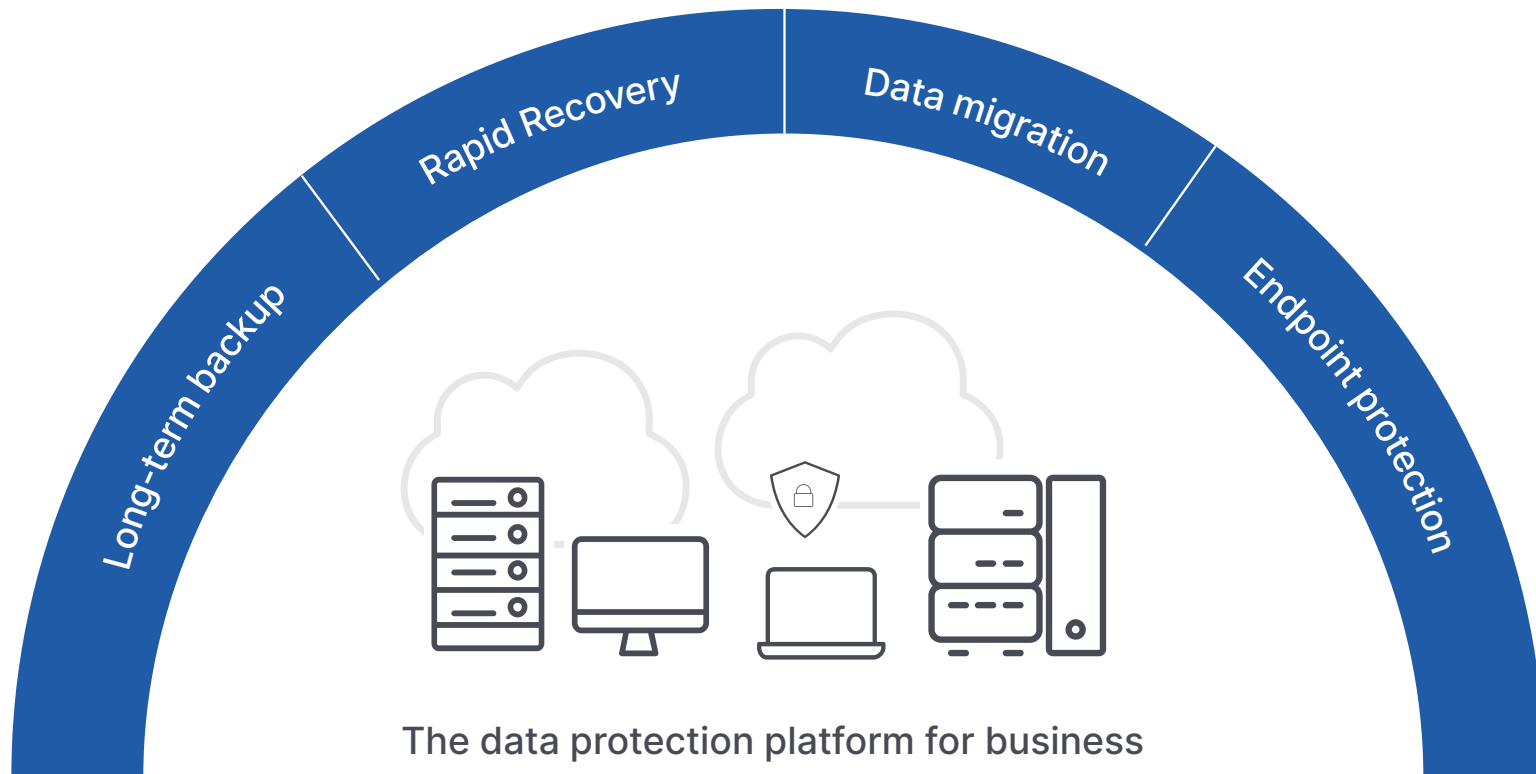 Long-term backup
Rapid Recovery
Data migration
Endpoint protection
The data protection platform for business